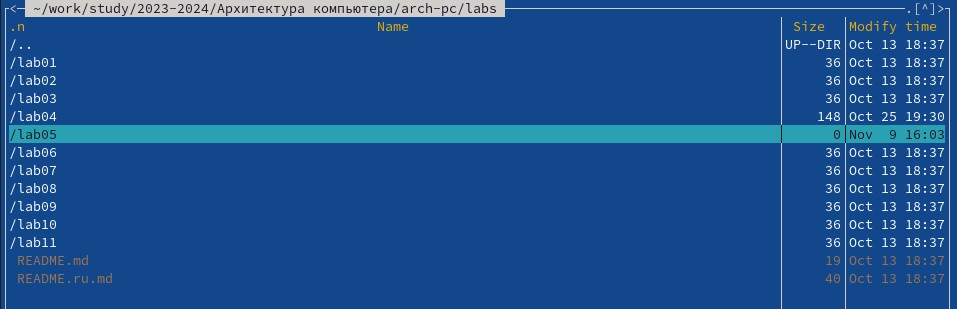 <─ ~/work/study/2023-2024/Архитектура компьютера/arch-pc/labs .[^]>
.n Name Size Modify time
/.. UP--DIR Oct 13 18:37
/lab01 36 Oct 13 18:37
/lab02 36 Oct 13 18:37
/lab03 36 Oct 13 18:37
/lab04 148 Oct 25 19:30
/lab05 0 Nov 9 16:03
/lab06 36 Oct 13 18:37
/lab07 36 Oct 13 18:37
/lab08 36 Oct 13 18:37
/lab09 36 Oct 13 18:37
/lab10 36 Oct 13 18:37
/lab11 36 Oct 13 18:37
README.md 19 Oct 13 18:37
README.ru.md 40 Oct 13 18:37